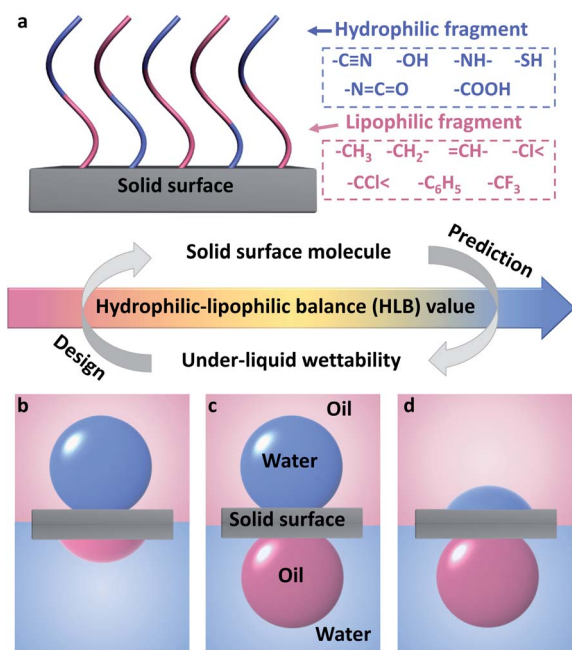 a
Hydrophilic fragment
-C≡N -OH -NH- -SH
-N=C=O -COOH
Lipophilic fragment
-CH₃ -CH₂- =CH- -Cl<
-CCl< -C₆H₅ -CF₃
Solid surface
Solid surface molecule
Prediction
Hydrophilic-lipophilic balance (HLB) value
Design
Under-liquid wettability
b
c
Oil
Water
Solid surface
Oil
Water
d